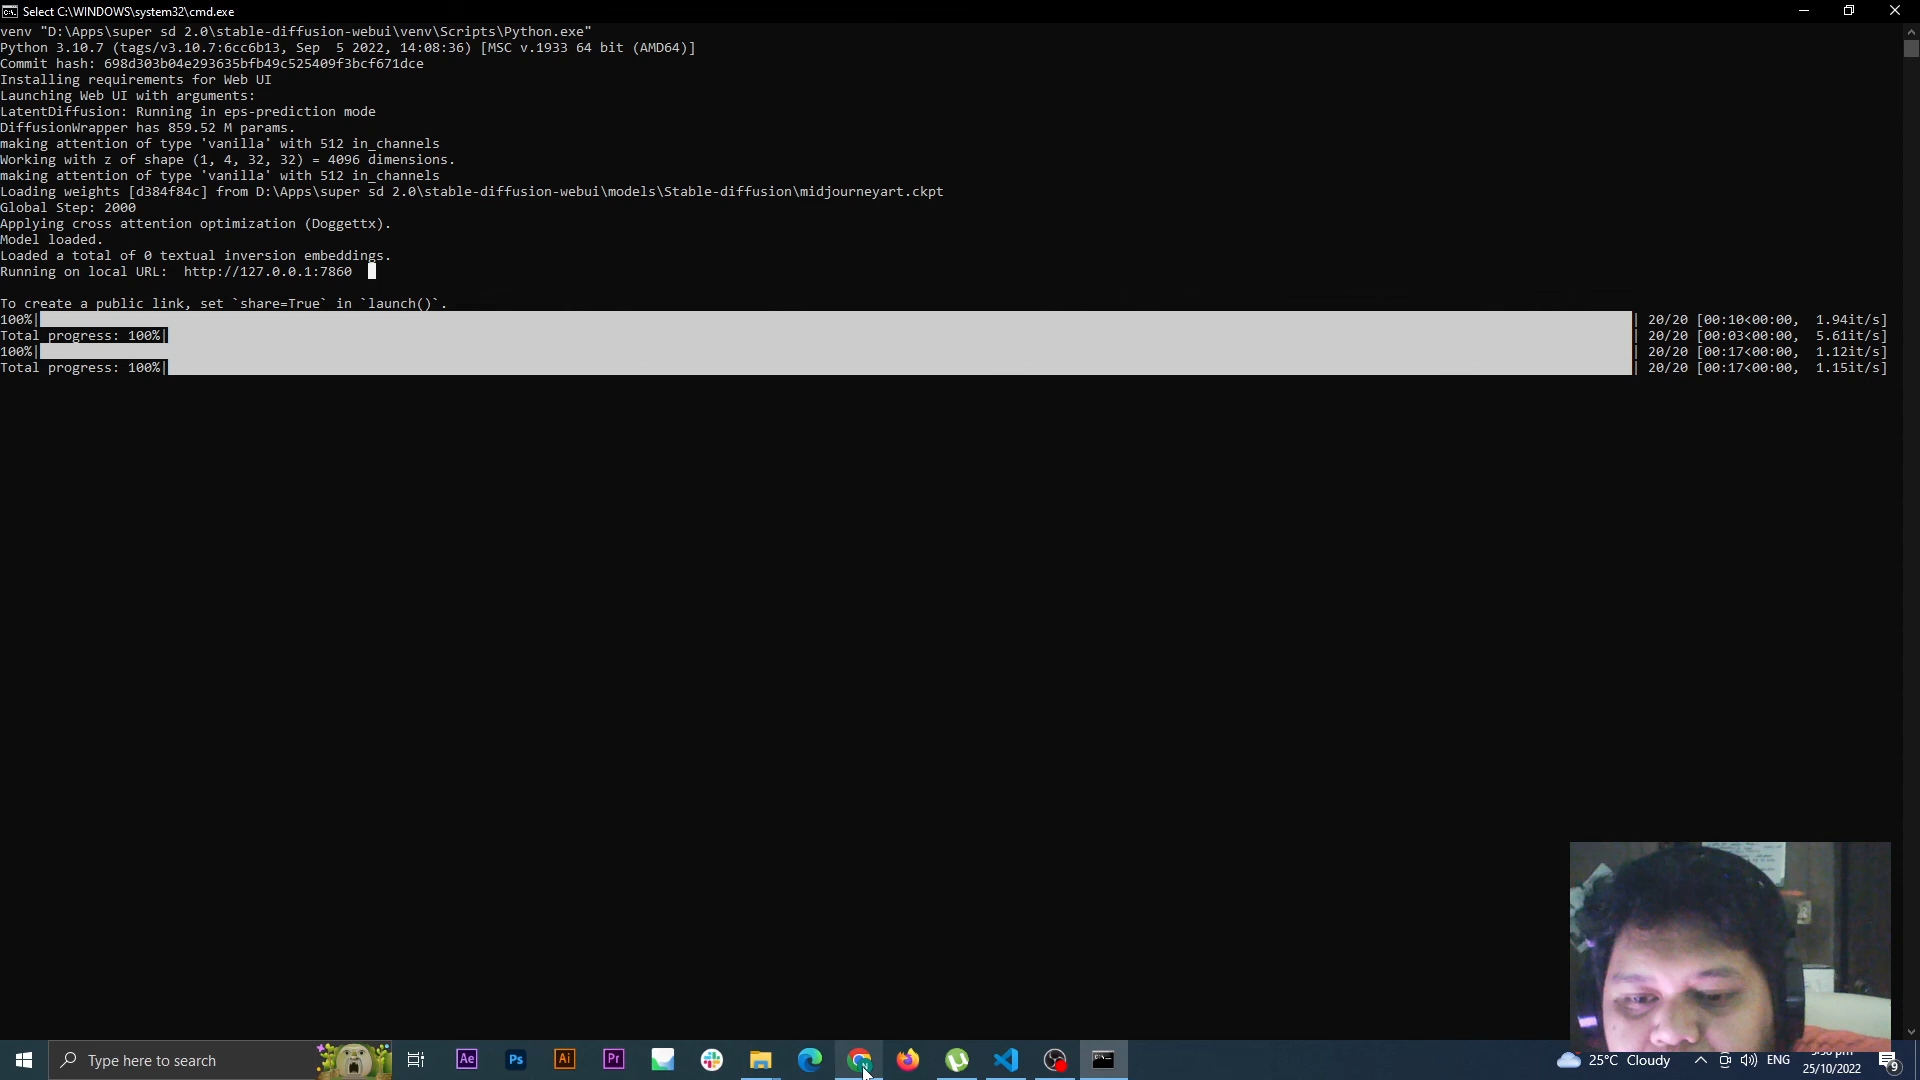 Select C:\WINDOWS\system32\cmd.exe
venv "D:\Apps\super sd 2.0\stable-diffusion-webui\venv\Scripts\Python.exe"
Python 3.10.7 (tags/v3.10.7:6cc6b13, Sep  5 2022, 14:08:36) [MSC v.1933 64 bit (AMD64)]
Commit hash: 698d303b04e293635bfb49c525409f3bcf671dce
Installing requirements for Web UI
Launching Web UI with arguments:
LatentDiffusion: Running in eps-prediction mode
DiffusionWrapper has 859.52 M params.
making attention of type 'vanilla' with 512 in_channels
Working with z of shape (1, 4, 32, 32) = 4096 dimensions.
making attention of type 'vanilla' with 512 in_channels
Loading weights [d384f84c] from D:\Apps\super sd 2.0\stable-diffusion-webui\models\Stable-diffusion\midjourneyart.ckpt
Global Step: 2000
Applying cross attention optimization (Doggettx).
Model loaded.
Loaded a total of 0 textual inversion embeddings.
Running on local URL:  http://127.0.0.1:7860
To create a public link, set `share=True` in `launch()`.
100%| | 20/20 [00:10<00:00,  1.94it/s]
Total progress: 100%| | 20/20 [00:03<00:00,  5.61it/s]
100%| | 20/20 [00:17<00:00,  1.12it/s]
Total progress: 100%| | 20/20 [00:17<00:00,  1.15it/s]
Type here to search
Ae
Ps
Ai
Pr
25°C Cloudy
ENG
25/10/2022
9